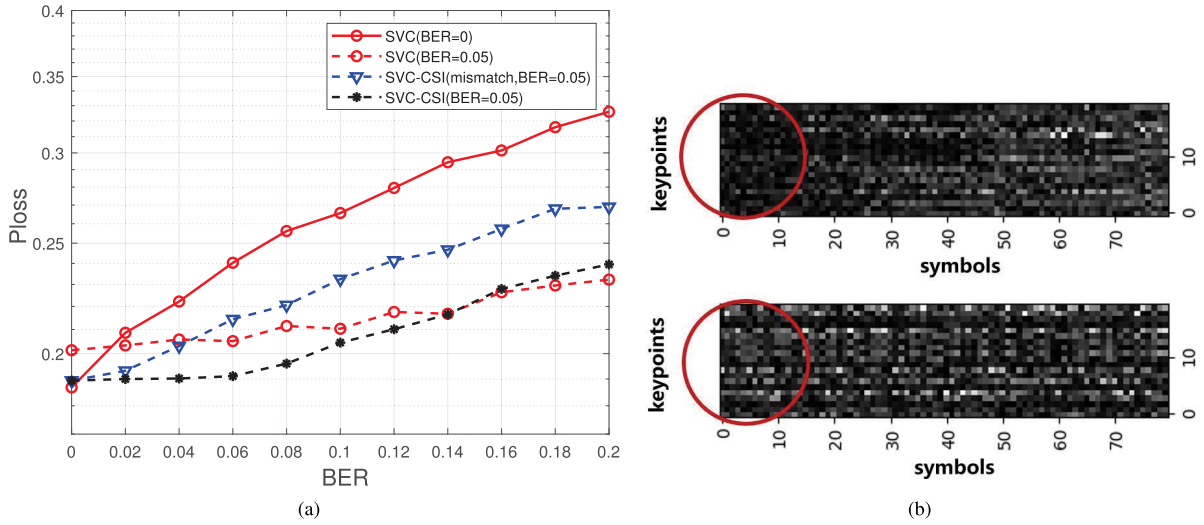 0.4
0.35
0.3
0.25
0.2
Ploss
SVC(BER=0)
SVC(BER=0.05)
SVC-CSI(mismatch,BER=0.05)
SVC-CSI(BER=0.05)
0 0.02 0.04 0.06 0.08 0.1 0.12 0.14 0.16 0.18 0.2
BER
(a)
keypoints
10
0
0 10 20 30 40 50 60 70
symbols
keypoints
10
0
0 10 20 30 40 50 60 70
symbols
(b)